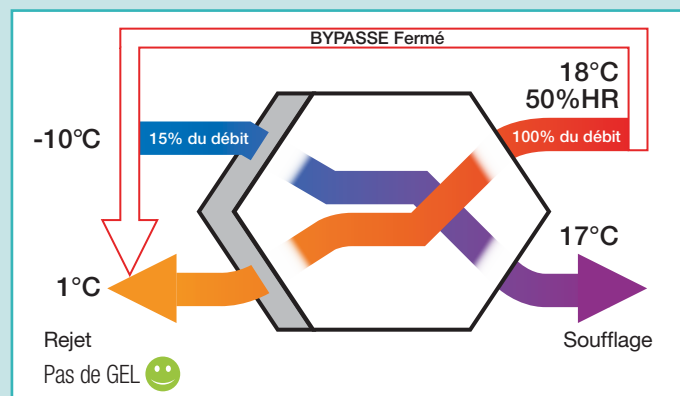 BYPASSE Fermé
18°C
50%HR
-10°C
15% du débit
100% du débit
17°C
1°C
Rejet
Soufflage
Pas de GEL